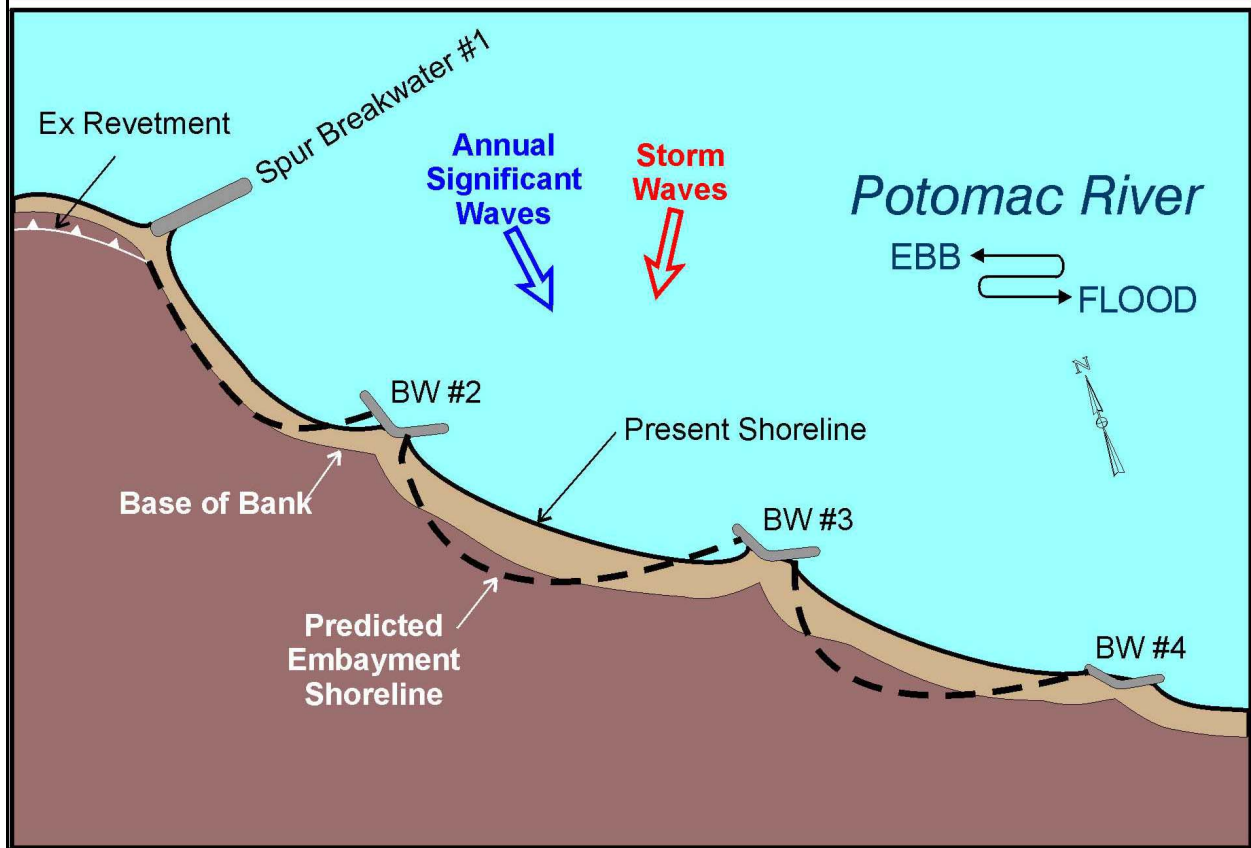 Spur Breakwater #1
Ex Revetment
Annual
Significant
Waves
Storm
Waves
Potomac River
EBB
FLOOD
N
BW #2
Present Shoreline
Base of Bank
BW #3
Predicted
Embayment
Shoreline
BW #4